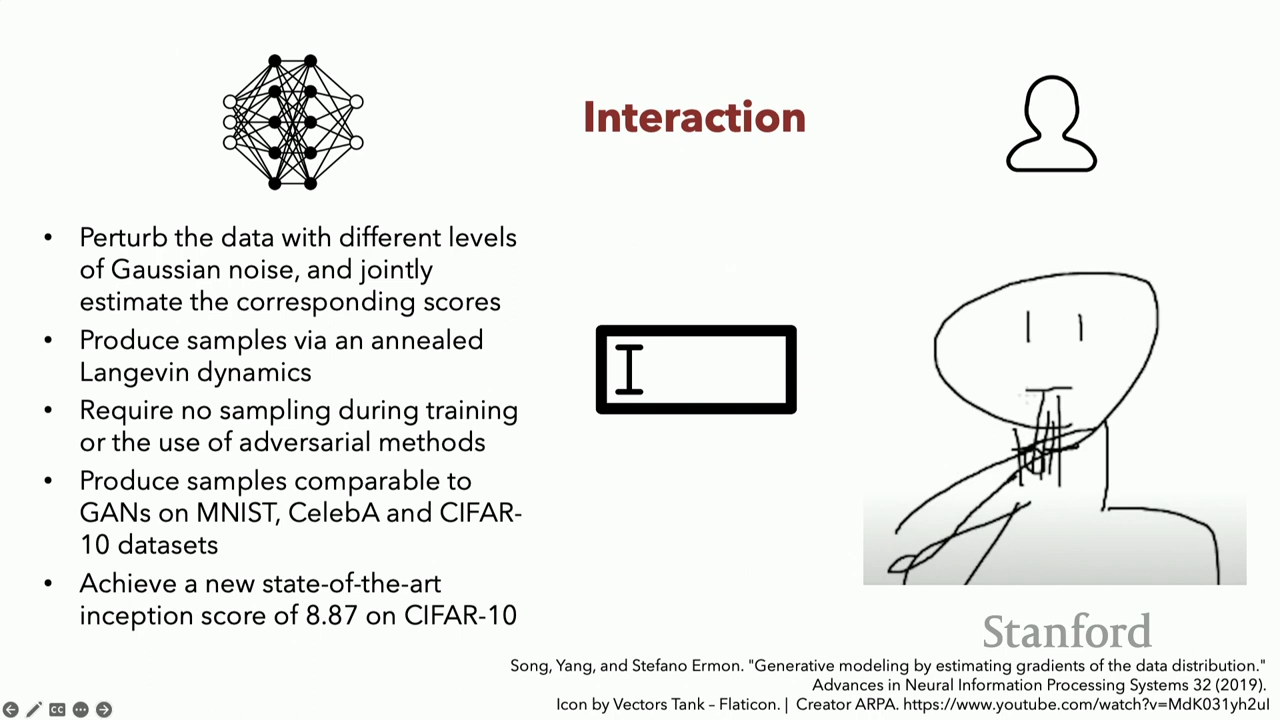 Interaction
• Perturb the data with different levels
of Gaussian noise, and jointly
estimate the corresponding scores
• Produce samples via an annealed
Langevin dynamics
• Require no sampling during training
or the use of adversarial methods
• Produce samples comparable to
GANs on MNIST, CelebA and CIFAR-
10 datasets
• Achieve a new state-of-the-art
inception score of 8.87 on CIFAR-10
Stanford
Song, Yang, and Stefano Ermon. "Generative modeling by estimating gradients of the data distribution."
Advances in Neural Information Processing Systems 32 (2019).
Icon by Vectors Tank – Flaticon. | Creator ARPA. https://www.youtube.com/watch?v=MdK031yh2uI
CC